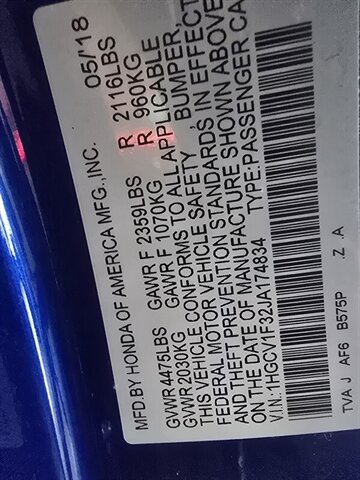 MFD.BY HONDA OF AMERICA MFG.,INC. 05/18
GVWR 4475LBS GAWR F 2359LBS R 2116LBS
GVWR 2030KG GAWR F 1070KG R 960KG
THIS VEHICLE CONFORMS TO ALL APPLICABLE
FEDERAL MOTOR VEHICLE SAFETY, BUMPER,
AND THEFT PREVENTION STANDARDS IN EFFECT
ON THE DATE OF MANUFACTURE SHOWN ABOVE
V.I.N.: 1HGCV1F32JA174834 TYPE:PASSENGER CA
TVA J AF6 B575P .Z .A